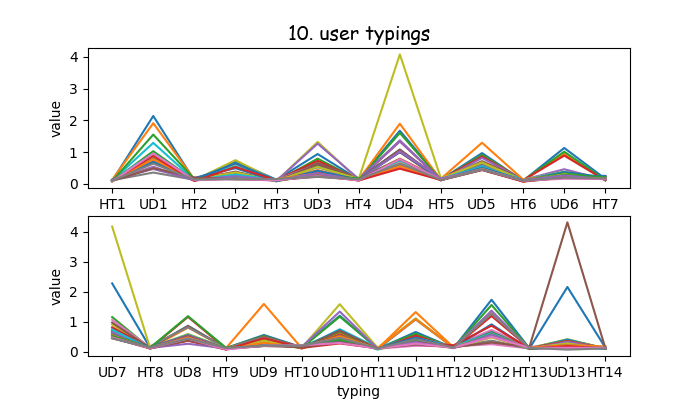 10. user typings
value
4
3
2
1
0
HT1 UD1 HT2 UD2 HT3 UD3 HT4 UD4 HT5 UD5 HT6 UD6 HT7
value
4
3
2
1
0
UD7 HT8 UD8 HT9 UD9 HT10 UD10 HT11 UD11 HT12 UD12 HT13 UD13 HT14
typing